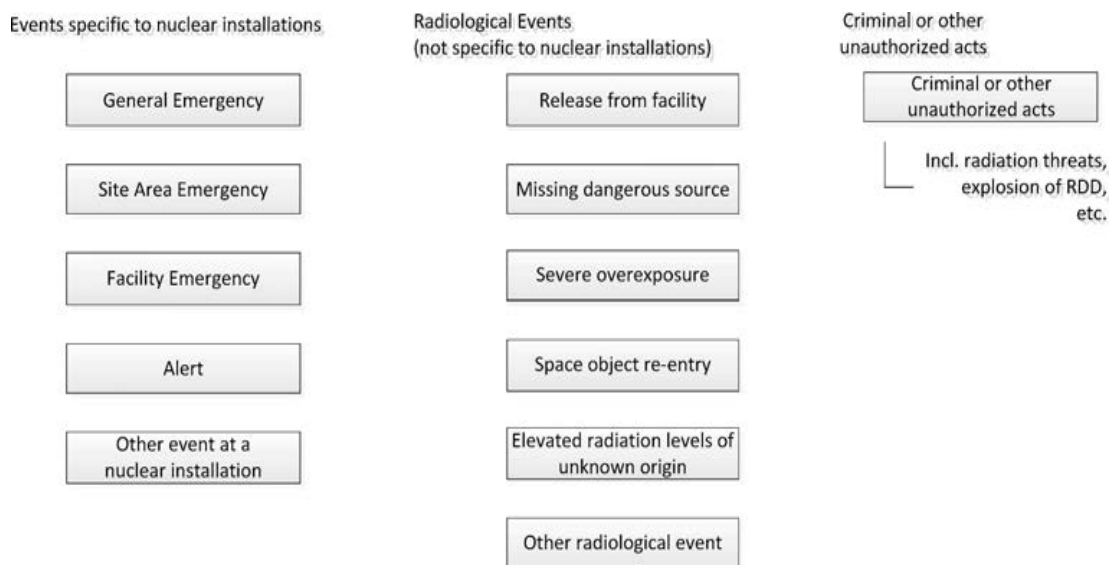 Events specific to nuclear installations
General Emergency
Site Area Emergency
Facility Emergency
Alert
Other event at a
nuclear installation
Radiological Events
(not specific to nuclear installations)
Release from facility
Missing dangerous source
Severe overexposure
Space object re-entry
Elevated radiation levels of
unknown origin
Other radiological event
Criminal or other
unauthorized acts
Criminal or other
unauthorized acts
Incl. radiation threats,
explosion of RDD,
etc.